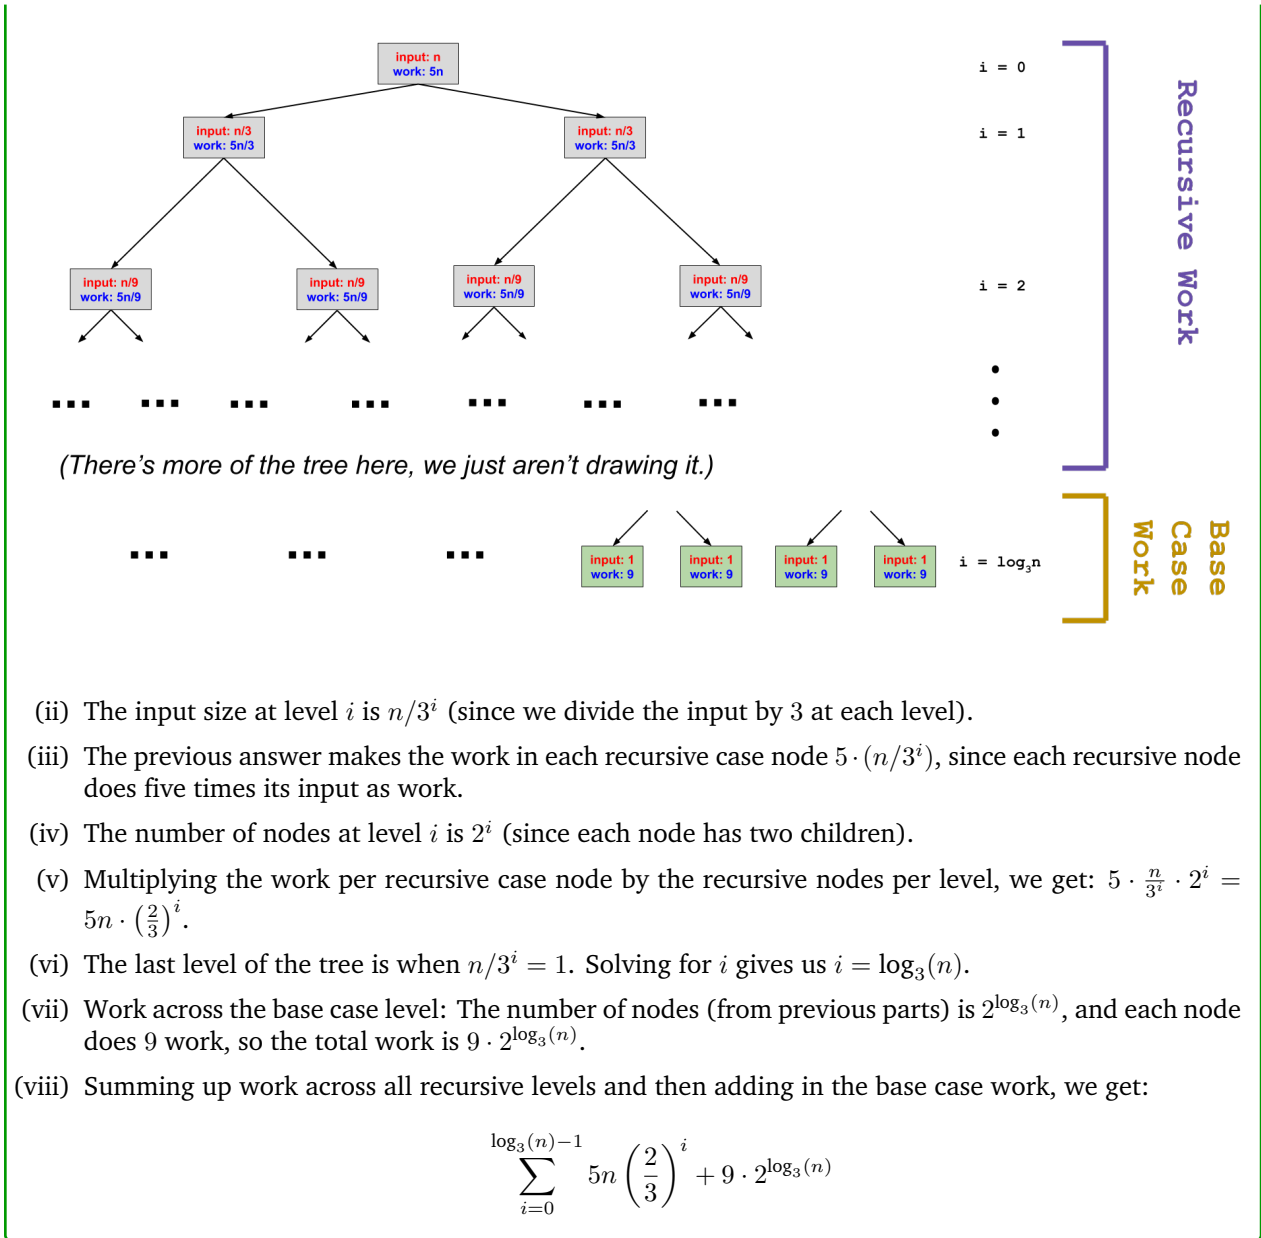 input: n
work: 5n
i = 0
input: n/3
work: 5n/3
input: n/3
work: 5n/3
i = 1
input: n/9
work: 5n/9
input: n/9
work: 5n/9
input: n/9
work: 5n/9
input: n/9
work: 5n/9
i = 2
Recursive Work
... ... ... ... ... ... ...
(There's more of the tree here, we just aren't drawing it.)
... ... ...
input: 1
work: 9
input: 1
work: 9
input: 1
work: 9
input: 1
work: 9
i = log₃n
Base
Case
Work
(ii) The input size at level i is n/3ⁱ (since we divide the input by 3 at each level).
(iii) The previous answer makes the work in each recursive case node 5·(n/3ⁱ), since each recursive node
does five times its input as work.
(iv) The number of nodes at level i is 2ⁱ (since each node has two children).
(v) Multiplying the work per recursive case node by the recursive nodes per level, we get: 5 · n/3ⁱ · 2ⁱ =
5n · (2/3)ⁱ.
(vi) The last level of the tree is when n/3ⁱ = 1. Solving for i gives us i = log₃(n).
(vii) Work across the base case level: The number of nodes (from previous parts) is 2^{log₃(n)}, and each node
does 9 work, so the total work is 9 · 2^{log₃(n)}.
(viii) Summing up work across all recursive levels and then adding in the base case work, we get:
∑_{i=0}^{log₃(n)−1} 5n (2/3)ⁱ + 9 · 2^{log₃(n)}